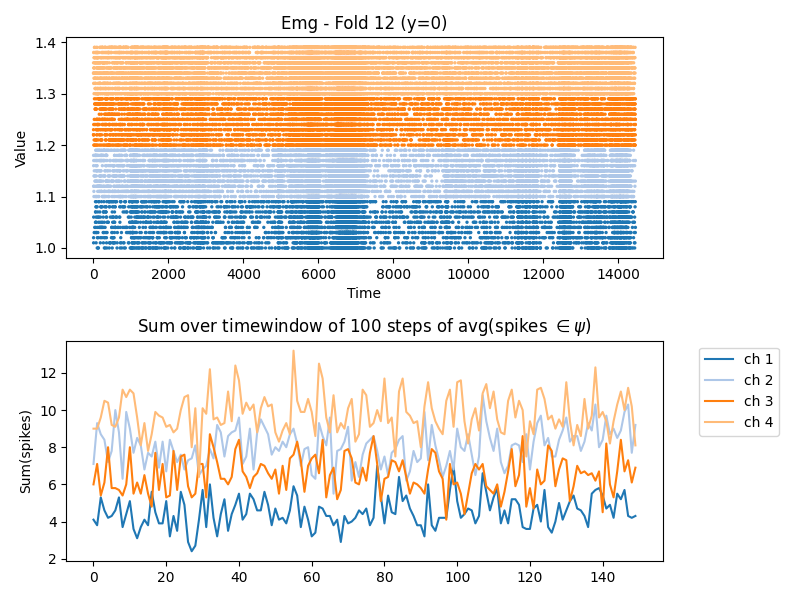 Emg - Fold 12 (y=0)
Value
1.4
1.3
1.2
1.1
1.0
0 2000 4000 6000 8000 10000 12000 14000
Time
Sum over timewindow of 100 steps of avg(spikes ∈ψ)
Sum(spikes)
12
10
8
6
4
2
0 20 40 60 80 100 120 140
ch 1
ch 2
ch 3
ch 4